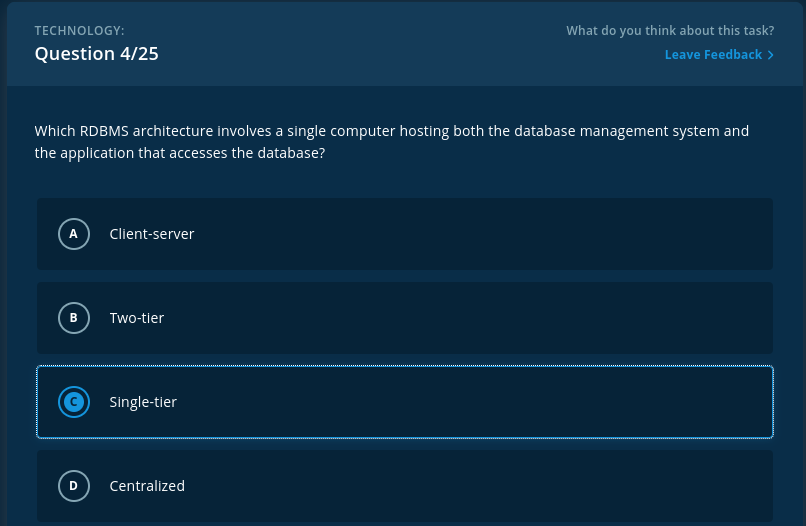 TECHNOLOGY:
Question 4/25
What do you think about this task?
Leave Feedback >
Which RDBMS architecture involves a single computer hosting both the database management system and
the application that accesses the database?
A Client-server
B Two-tier
C Single-tier
D Centralized